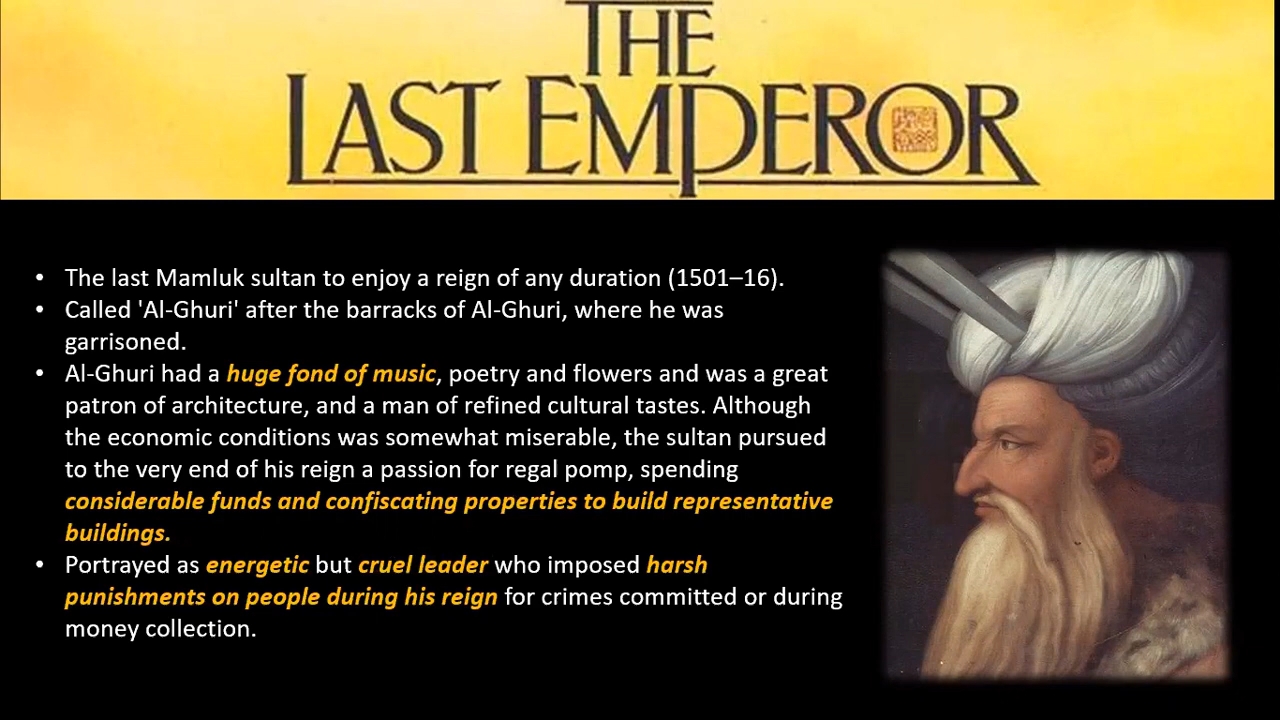 THE
LAST EMPEROR
• The last Mamluk sultan to enjoy a reign of any duration (1501–16).
• Called 'Al-Ghuri' after the barracks of Al-Ghuri, where he was
garrisoned.
• Al-Ghuri had a huge fond of music, poetry and flowers and was a great
patron of architecture, and a man of refined cultural tastes. Although
the economic conditions was somewhat miserable, the sultan pursued
to the very end of his reign a passion for regal pomp, spending
considerable funds and confiscating properties to build representative
buildings.
• Portrayed as energetic but cruel leader who imposed harsh
punishments on people during his reign for crimes committed or during
money collection.